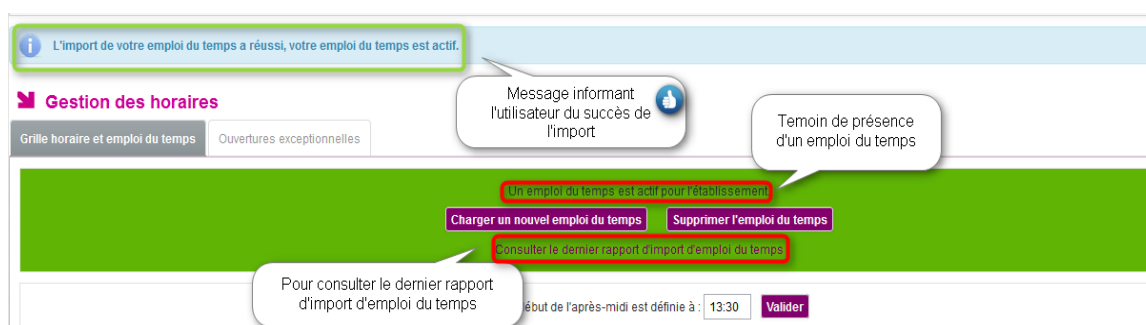 L'import de votre emploi du temps a réussi, votre emploi du temps est actif.
Message informant
l'utilisateur du succès de
l'import
Gestion des horaires
Temoin de présence
d'un emploi du temps
Grille horaire et emploi du temps
Ouvertures exceptionnelles
Un emploi du temps est actif pour l'établissement
Charger un nouvel emploi du temps
Supprimer l'emploi du temps
Consulter le dernier rapport d'import d'emploi du temps
Pour consulter le dernier rapport
d'import d'emploi du temps
ébut de l'après-midi est définie à : 13:30 Valider